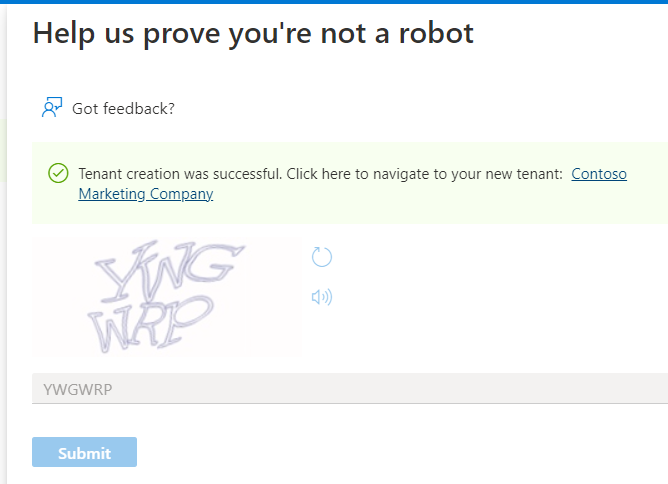 Help us prove you're not a robot
Got feedback?
Tenant creation was successful. Click here to navigate to your new tenant: Contoso
Marketing Company
YWG
WRP
YWGWRP
Submit